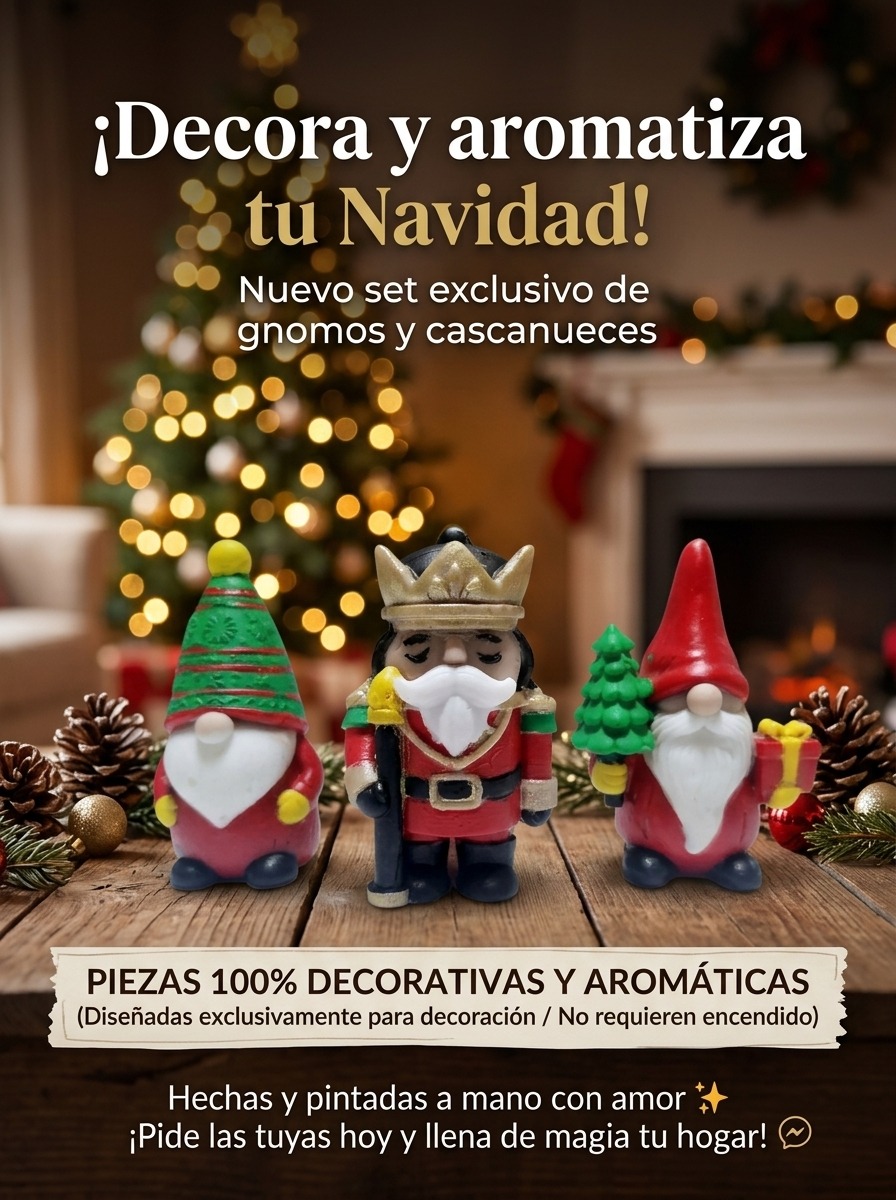 ¡Decora y aromatiza
tu Navidad!
Nuevo set exclusivo de
gnomos y cascanueces
PIEZAS 100% DECORATIVAS Y AROMÁTICAS
(Diseñadas exclusivamente para decoración / No requieren encendido)
Hechas y pintadas a mano con amor ✨
¡Pide las tuyas hoy y llena de magia tu hogar!